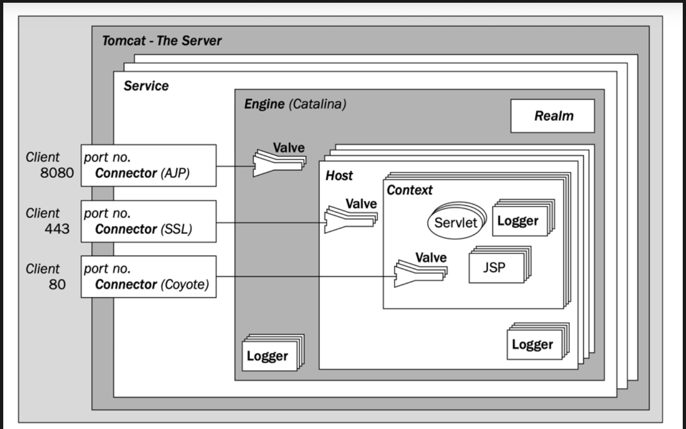 Tomcat - The Server
Service
Engine (Catalina)
Realm
Valve
Client
8080
port no.
Connector (AJP)
Host
Context
Valve
Servlet
Logger
Client
443
port no.
Connector (SSL)
Valve
JSP
Client
80
port no.
Connector (Coyote)
Logger
Logger